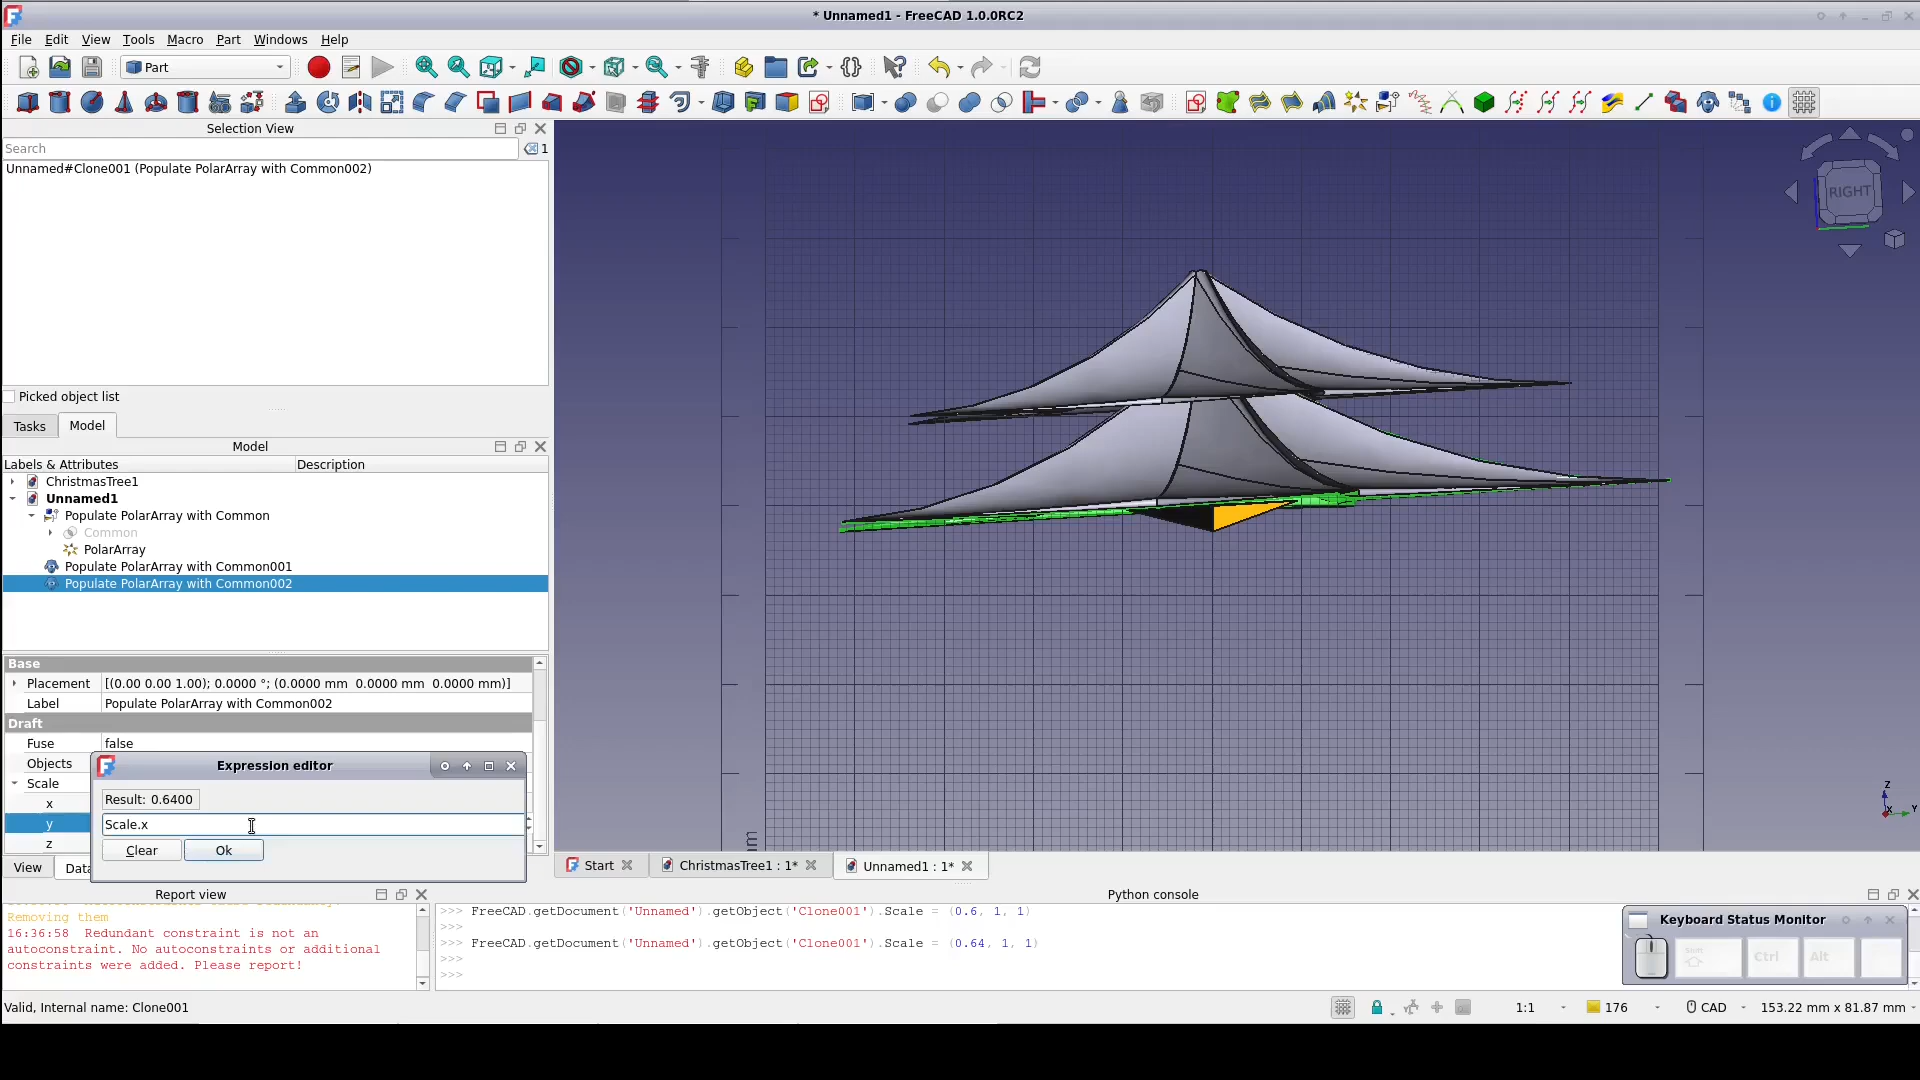 * Unnamed1 - FreeCAD 1.0.0RC2
File Edit View Tools Macro Part Windows Help
Part
Selection View
Search
1
Unnamed#Clone001 (Populate PolarArray with Common002)
Picked object list
Tasks Model
Model
Labels & Attributes Description
ChristmasTree1
Unnamed1
Populate PolarArray with Common
Common
PolarArray
Populate PolarArray with Common001
Populate PolarArray with Common002
Base
Placement [(0.00 0.00 1.00); 0.0000 °; (0.0000 mm 0.0000 mm 0.0000 mm)]
Label Populate PolarArray with Common002
Draft
Fuse false
Objects
Scale
x
y
z
Expression editor
Result: 0.6400
Scale.x
Clear Ok
View Data
RIGHT
Z
X
Y
Start ChristmasTree1 : 1* Unnamed1 : 1*
Report view
Removing them
16:36:58 Redundant constraint is not an
autoconstraint. No autoconstraints or additional
constraints were added. Please report!
Python console
>>> FreeCAD.getDocument('Unnamed').getObject('Clone001').Scale = (0.6, 1, 1)
>>>
>>> FreeCAD.getDocument('Unnamed').getObject('Clone001').Scale = (0.64, 1, 1)
>>>
>>>
Keyboard Status Monitor
Shift Ctrl Alt
Valid, Internal name: Clone001
1:1 176 CAD 153.22 mm x 81.87 mm